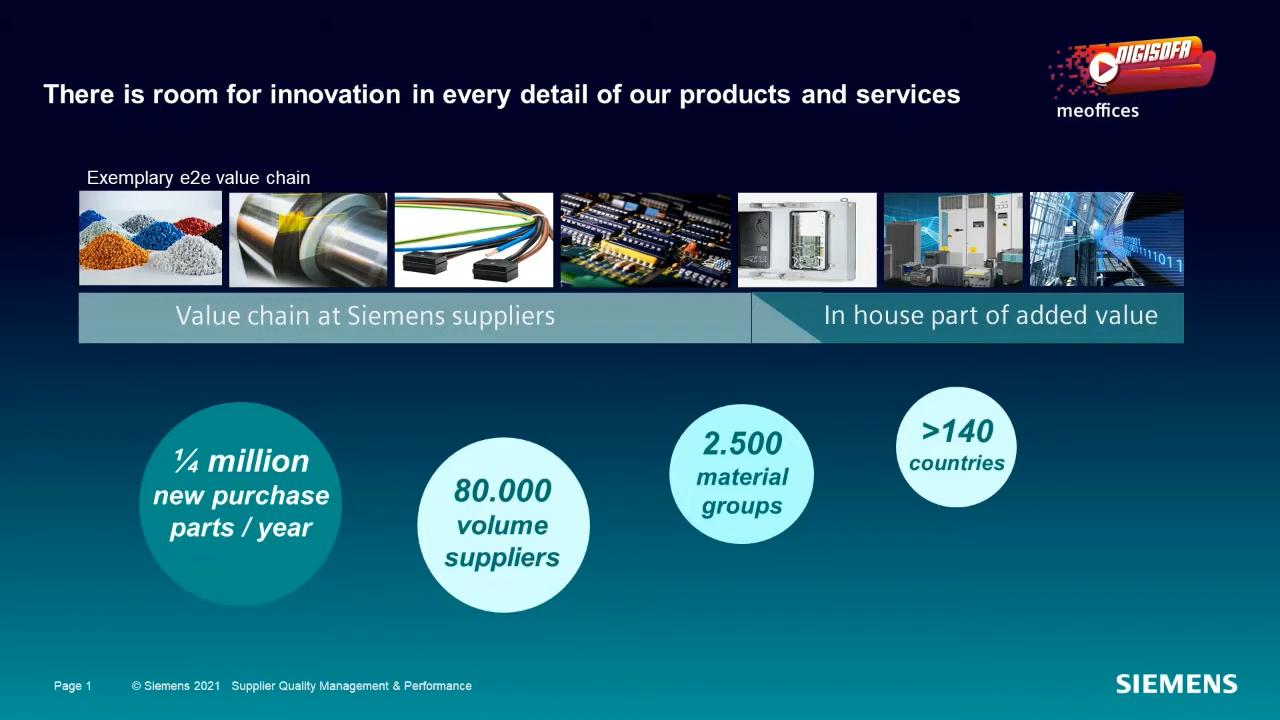 DIGISOFA
meoffices
There is room for innovation in every detail of our products and services
Exemplary e2e value chain
Value chain at Siemens suppliers
In house part of added value
¼ million
new purchase
parts / year
80.000
volume
suppliers
2.500
material
groups
>140
countries
Page 1
© Siemens 2021
Supplier Quality Management & Performance
SIEMENS